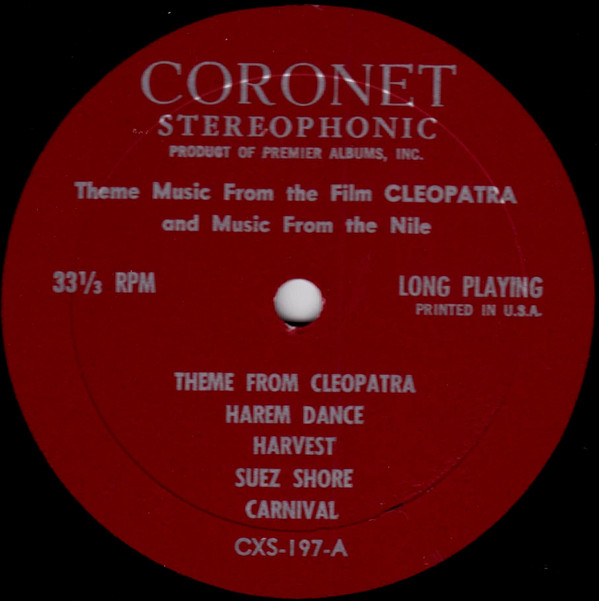 CORONET
STEREOPHONIC
PRODUCT OF PREMIER ALBUMS, INC.
Theme Music From the Film CLEOPATRA
and Music From the Nile
33⅓ RPM
LONG PLAYING
PRINTED IN U.S.A.
THEME FROM CLEOPATRA
HAREM DANCE
HARVEST
SUEZ SHORE
CARNIVAL
CXS-197-A